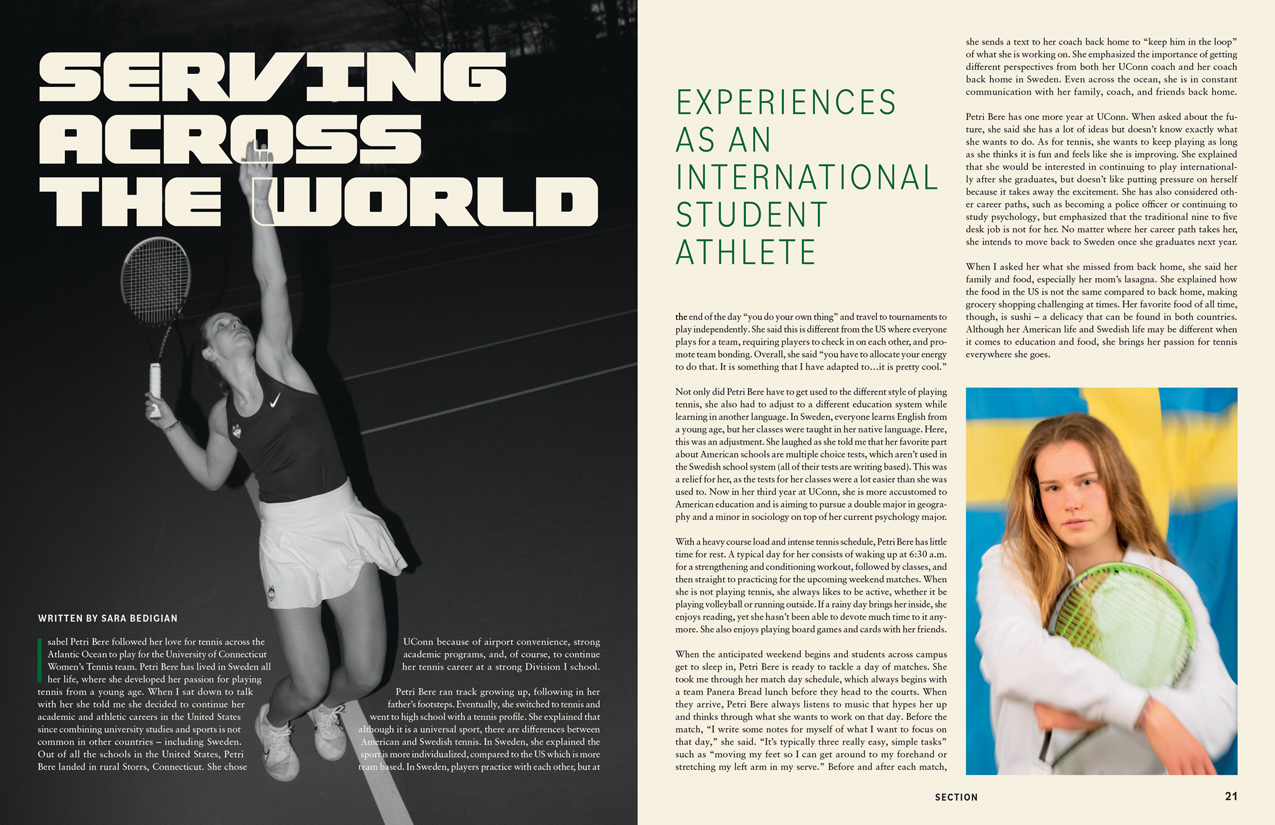 SERVING
ACROSS
THE WORLD
WRITTEN BY SARA BEDIGIAN
Isabel Petri Bere followed her love for tennis across the
Atlantic Ocean to play for the University of Connecticut
Women's Tennis team. Petri Bere has lived in Sweden all
her life, where she developed her passion for playing
tennis from a young age. When I sat down to talk
with her she told me she decided to continue her
academic and athletic careers in the United States
since combining university studies and sports is not
common in other countries – including Sweden.
Out of all the schools in the United States, Petri
Bere landed in rural Storrs, Connecticut. She chose
UConn because of airport convenience, strong
academic programs, and, of course, to continue
her tennis career at a strong Division I school.
Petri Bere ran track growing up, following in her
father's footsteps. Eventually, she switched to tennis and
went to high school with a tennis profile. She explained that
although it is a universal sport, there are differences between
American and Swedish tennis. In Sweden, she explained the
sport is more individualized, compared to the US which is more
team based. In Sweden, players practice with each other, but at
EXPERIENCES
AS AN
INTERNATIONAL
STUDENT
ATHLETE
the end of the day “you do your own thing” and travel to tournaments to
play independently. She said this is different from the US where everyone
plays for a team, requiring players to check in on each other, and pro-
mote team bonding. Overall, she said “you have to allocate your energy
to do that. It is something that I have adapted to…it is pretty cool.”
Not only did Petri Bere have to get used to the different style of playing
tennis, she also had to adjust to a different education system while
learning in another language. In Sweden, everyone learns English from
a young age, but her classes were taught in her native language. Here,
this was an adjustment. She laughed as she told me that her favorite part
about American schools are multiple choice tests, which aren't used in
the Swedish school system (all of their tests are writing based). This was
a relief for her, as the tests for her classes were a lot easier than she was
used to. Now in her third year at UConn, she is more accustomed to
American education and is aiming to pursue a double major in geogra-
phy and a minor in sociology on top of her current psychology major.
With a heavy course load and intense tennis schedule, Petri Bere has little
time for rest. A typical day for her consists of waking up at 6:30 a.m.
for a strengthening and conditioning workout, followed by classes, and
then straight to practicing for the upcoming weekend matches. When
she is not playing tennis, she always likes to be active, whether it be
playing volleyball or running outside. If a rainy day brings her inside, she
enjoys reading, yet she hasn't been able to devote much time to it any-
more. She also enjoys playing board games and cards with her friends.
When the anticipated weekend begins and students across campus
get to sleep in, Petri Bere is ready to tackle a day of matches. She
took me through her match day schedule, which always begins with
a team Panera Bread lunch before they head to the courts. When
they arrive, Petri Bere always listens to music that hypes her up
and thinks through what she wants to work on that day. Before the
match, “I write some notes for myself of what I want to focus on
that day,” she said. “It's typically three really easy, simple tasks”
such as “moving my feet so I can get around to my forehand or
stretching my left arm in my serve.” Before and after each match,
she sends a text to her coach back home to “keep him in the loop”
of what she is working on. She emphasized the importance of getting
different perspectives from both her UConn coach and her coach
back home in Sweden. Even across the ocean, she is in constant
communication with her family, coach, and friends back home.
Petri Bere has one more year at UConn. When asked about the fu-
ture, she said she has a lot of ideas but doesn't know exactly what
she wants to do. As for tennis, she wants to keep playing as long
as she thinks it is fun and feels like she is improving. She explained
that she would be interested in continuing to play international-
ly after she graduates, but doesn't like putting pressure on herself
because it takes away the excitement. She has also considered oth-
er career paths, such as becoming a police officer or continuing to
study psychology, but emphasized that the traditional nine to five
desk job is not for her. No matter where her career path takes her,
she intends to move back to Sweden once she graduates next year.
When I asked her what she missed from back home, she said her
family and food, especially her mom's lasagna. She explained how
the food in the US is not the same compared to back home, making
grocery shopping challenging at times. Her favorite food of all time,
though, is sushi – a delicacy that can be found in both countries.
Although her American life and Swedish life may be different when
it comes to education and food, she brings her passion for tennis
everywhere she goes.
SECTION
21